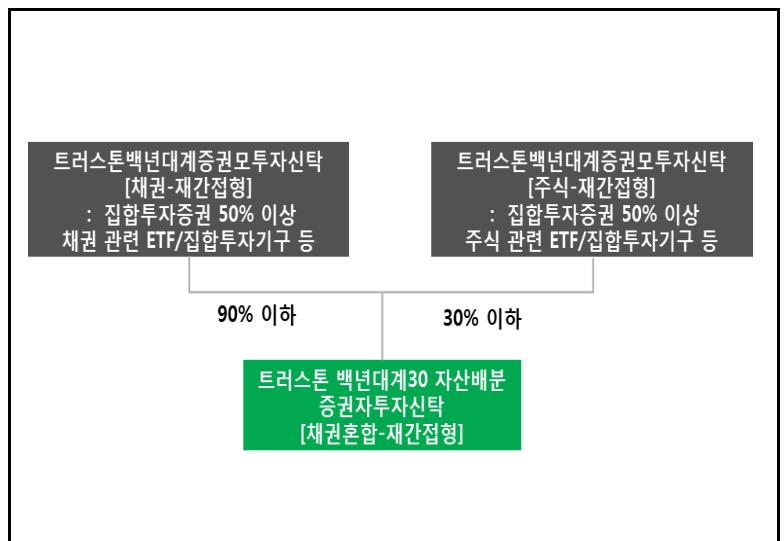 트러스톤백년대계증권모투자신탁
[채권-재간접형]
: 집합투자증권 50% 이상
채권 관련 ETF/집합투자기구 등
트러스톤백년대계증권모투자신탁
[주식-재간접형]
: 집합투자증권 50% 이상
주식 관련 ETF/집합투자기구 등
90% 이하
30% 이하
트러스톤 백년대계30 자산배분
증권자투자신탁
[채권혼합-재간접형]